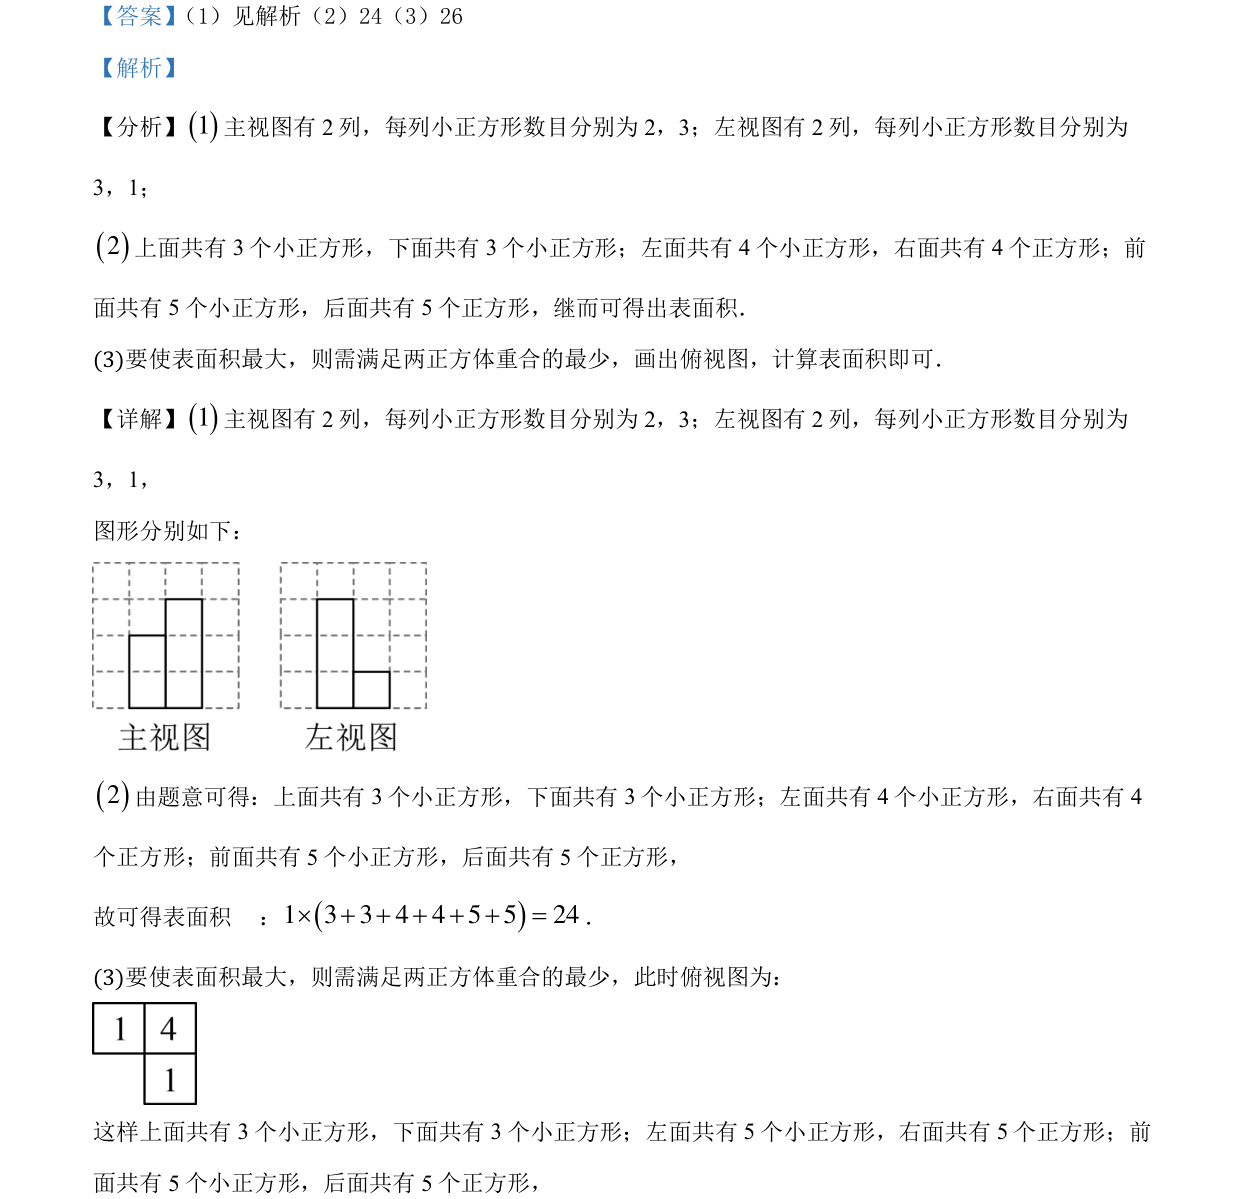 【答案】（1）见解析（2）24（3）26
【解析】
【分析】(1)主视图有2列，每列小正方形数目分别为2，3；左视图有2列，每列小正方形数目分别为
3，1；
(2)上面共有3个小正方形，下面共有3个小正方形；左面共有4个小正方形，右面共有4个正方形；前
面共有5个小正方形，后面共有5个正方形，继而可得出表面积．
(3)要使表面积最大，则需满足两正方体重合的最少，画出俯视图，计算表面积即可．
【详解】(1)主视图有2列，每列小正方形数目分别为2，3；左视图有2列，每列小正方形数目分别为
3，1，
图形分别如下：
主视图 左视图
(2)由题意可得：上面共有3个小正方形，下面共有3个小正方形；左面共有4个小正方形，右面共有4
个正方形；前面共有5个小正方形，后面共有5个正方形，
故可得表面积 ：1×(3+3+4+4+5+5)=24．
(3)要使表面积最大，则需满足两正方体重合的最少，此时俯视图为：
1 4
1
这样上面共有3个小正方形，下面共有3个小正方形；左面共有5个小正方形，右面共有5个正方形；前
面共有5个小正方形，后面共有5个正方形，